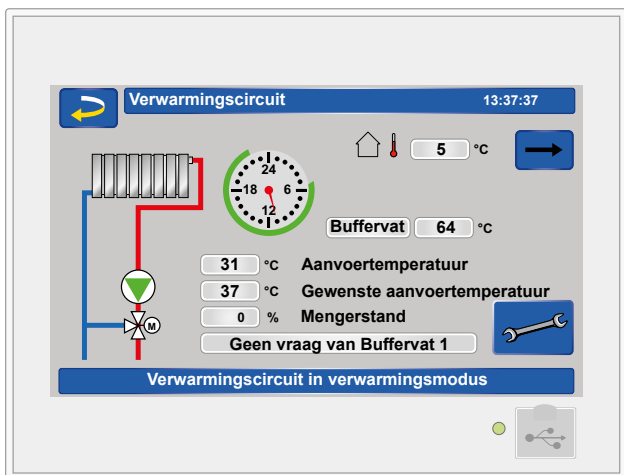 Verwarmingscircuit 13:37:37
5 °C
24
18 6
12
Buffervat 64 °C
31 °C Aanvoertemperatuur
37 °C Gewenste aanvoertemperatuur
0 % Mengerstand
M
Geen vraag van Buffervat 1
Verwarmingscircuit in verwarmingsmodus